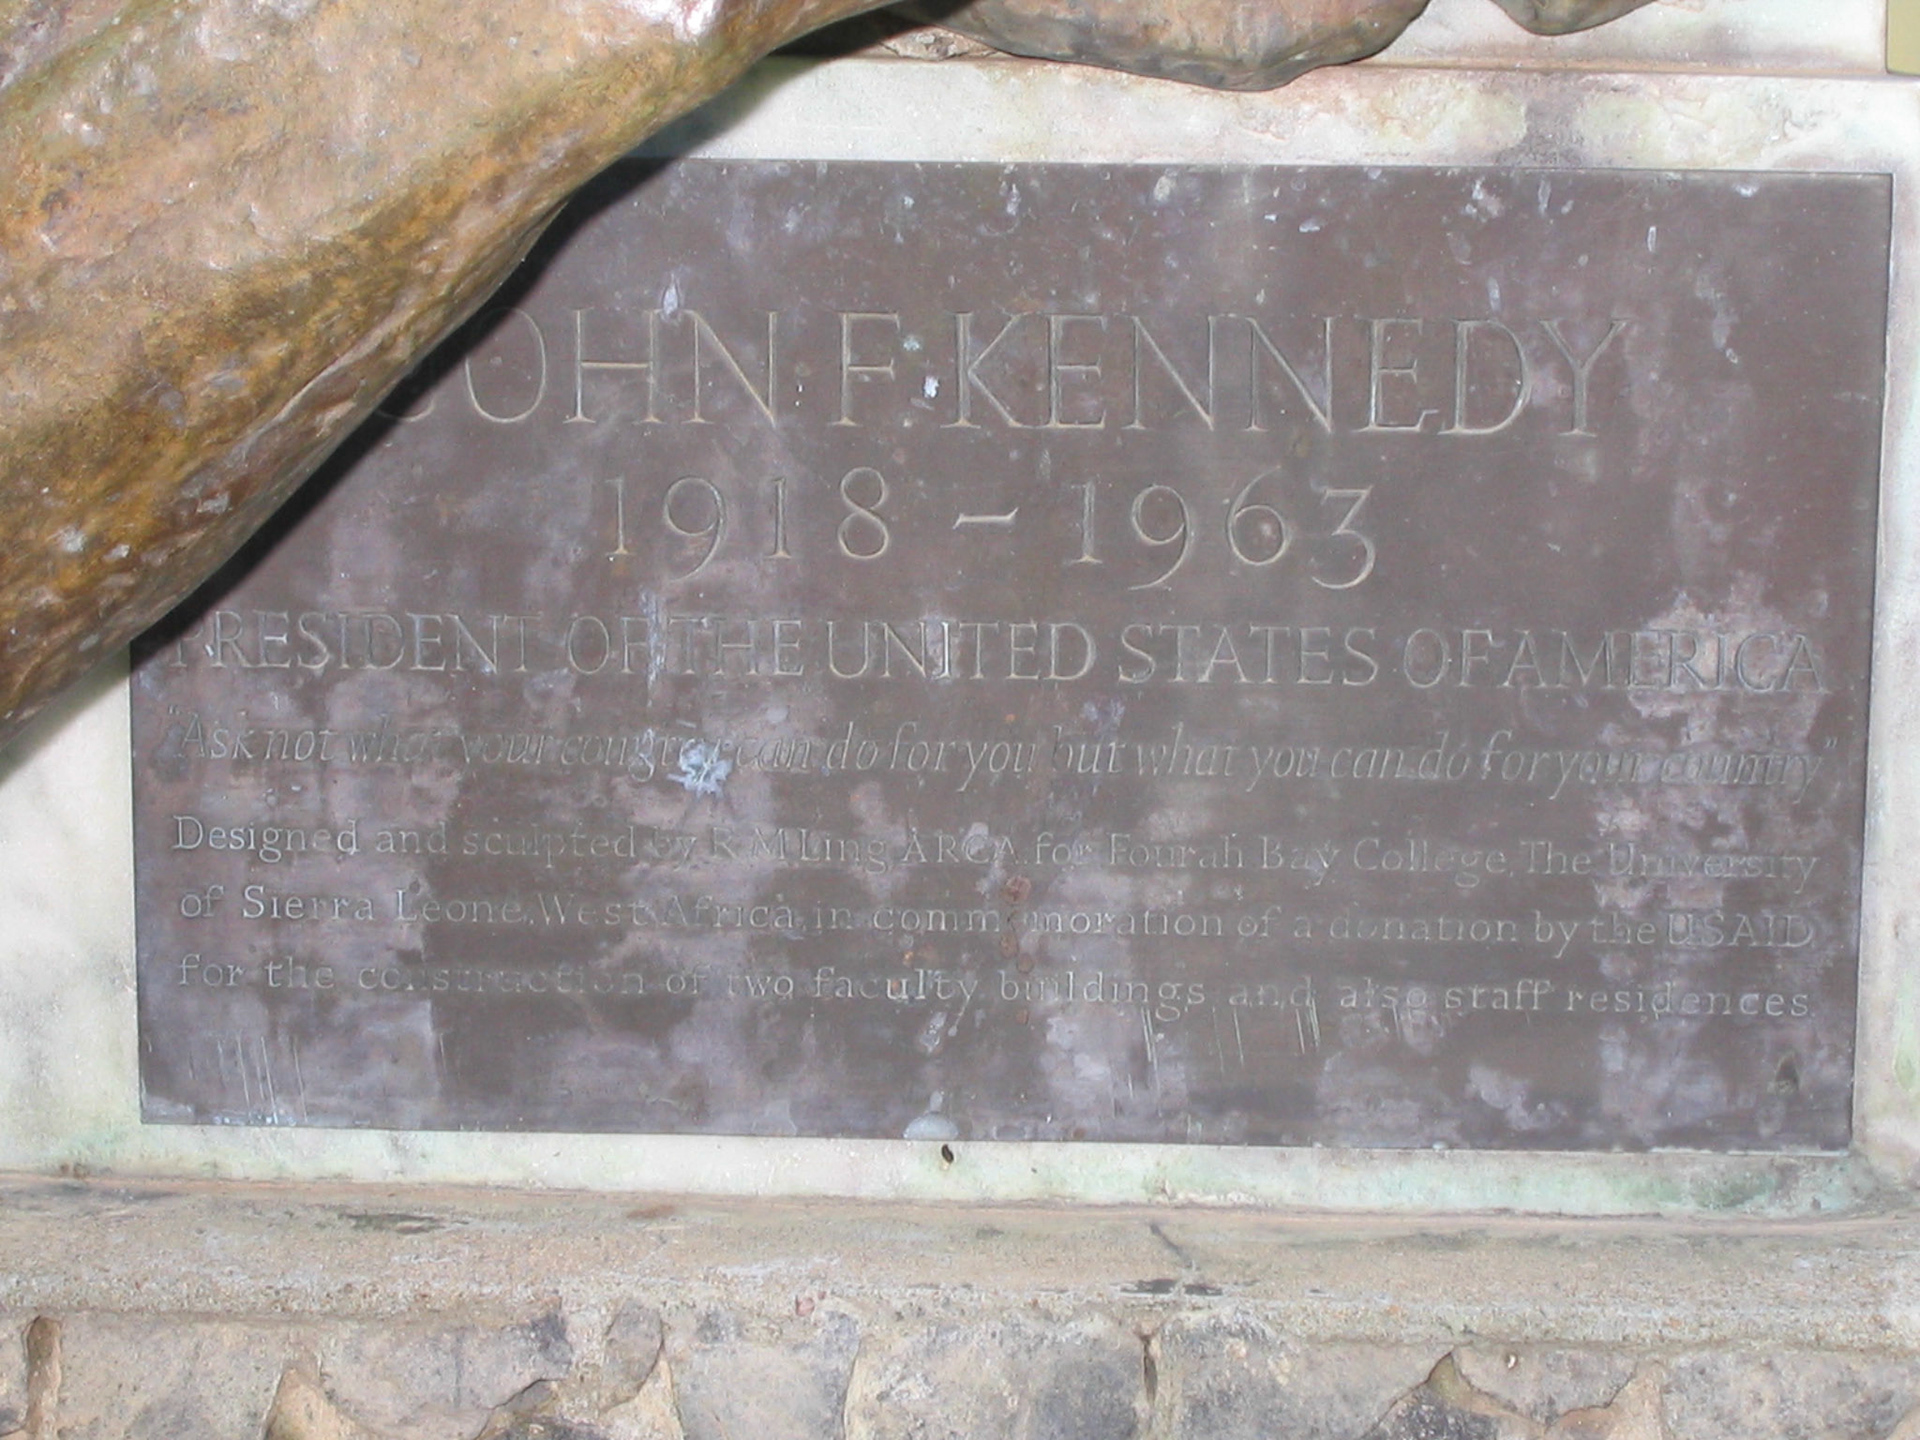 JOHN F. KENNEDY
1918 – 1963
PRESIDENT OF THE UNITED STATES OF AMERICA
"Ask not what your country can do for you but what you can do for your country"
Designed and sculpted by R M Ling ARCA for Fourah Bay College, The University
of Sierra Leone, West Africa, in commemoration of a donation by the USAID
for the construction of two faculty buildings and also staff residences